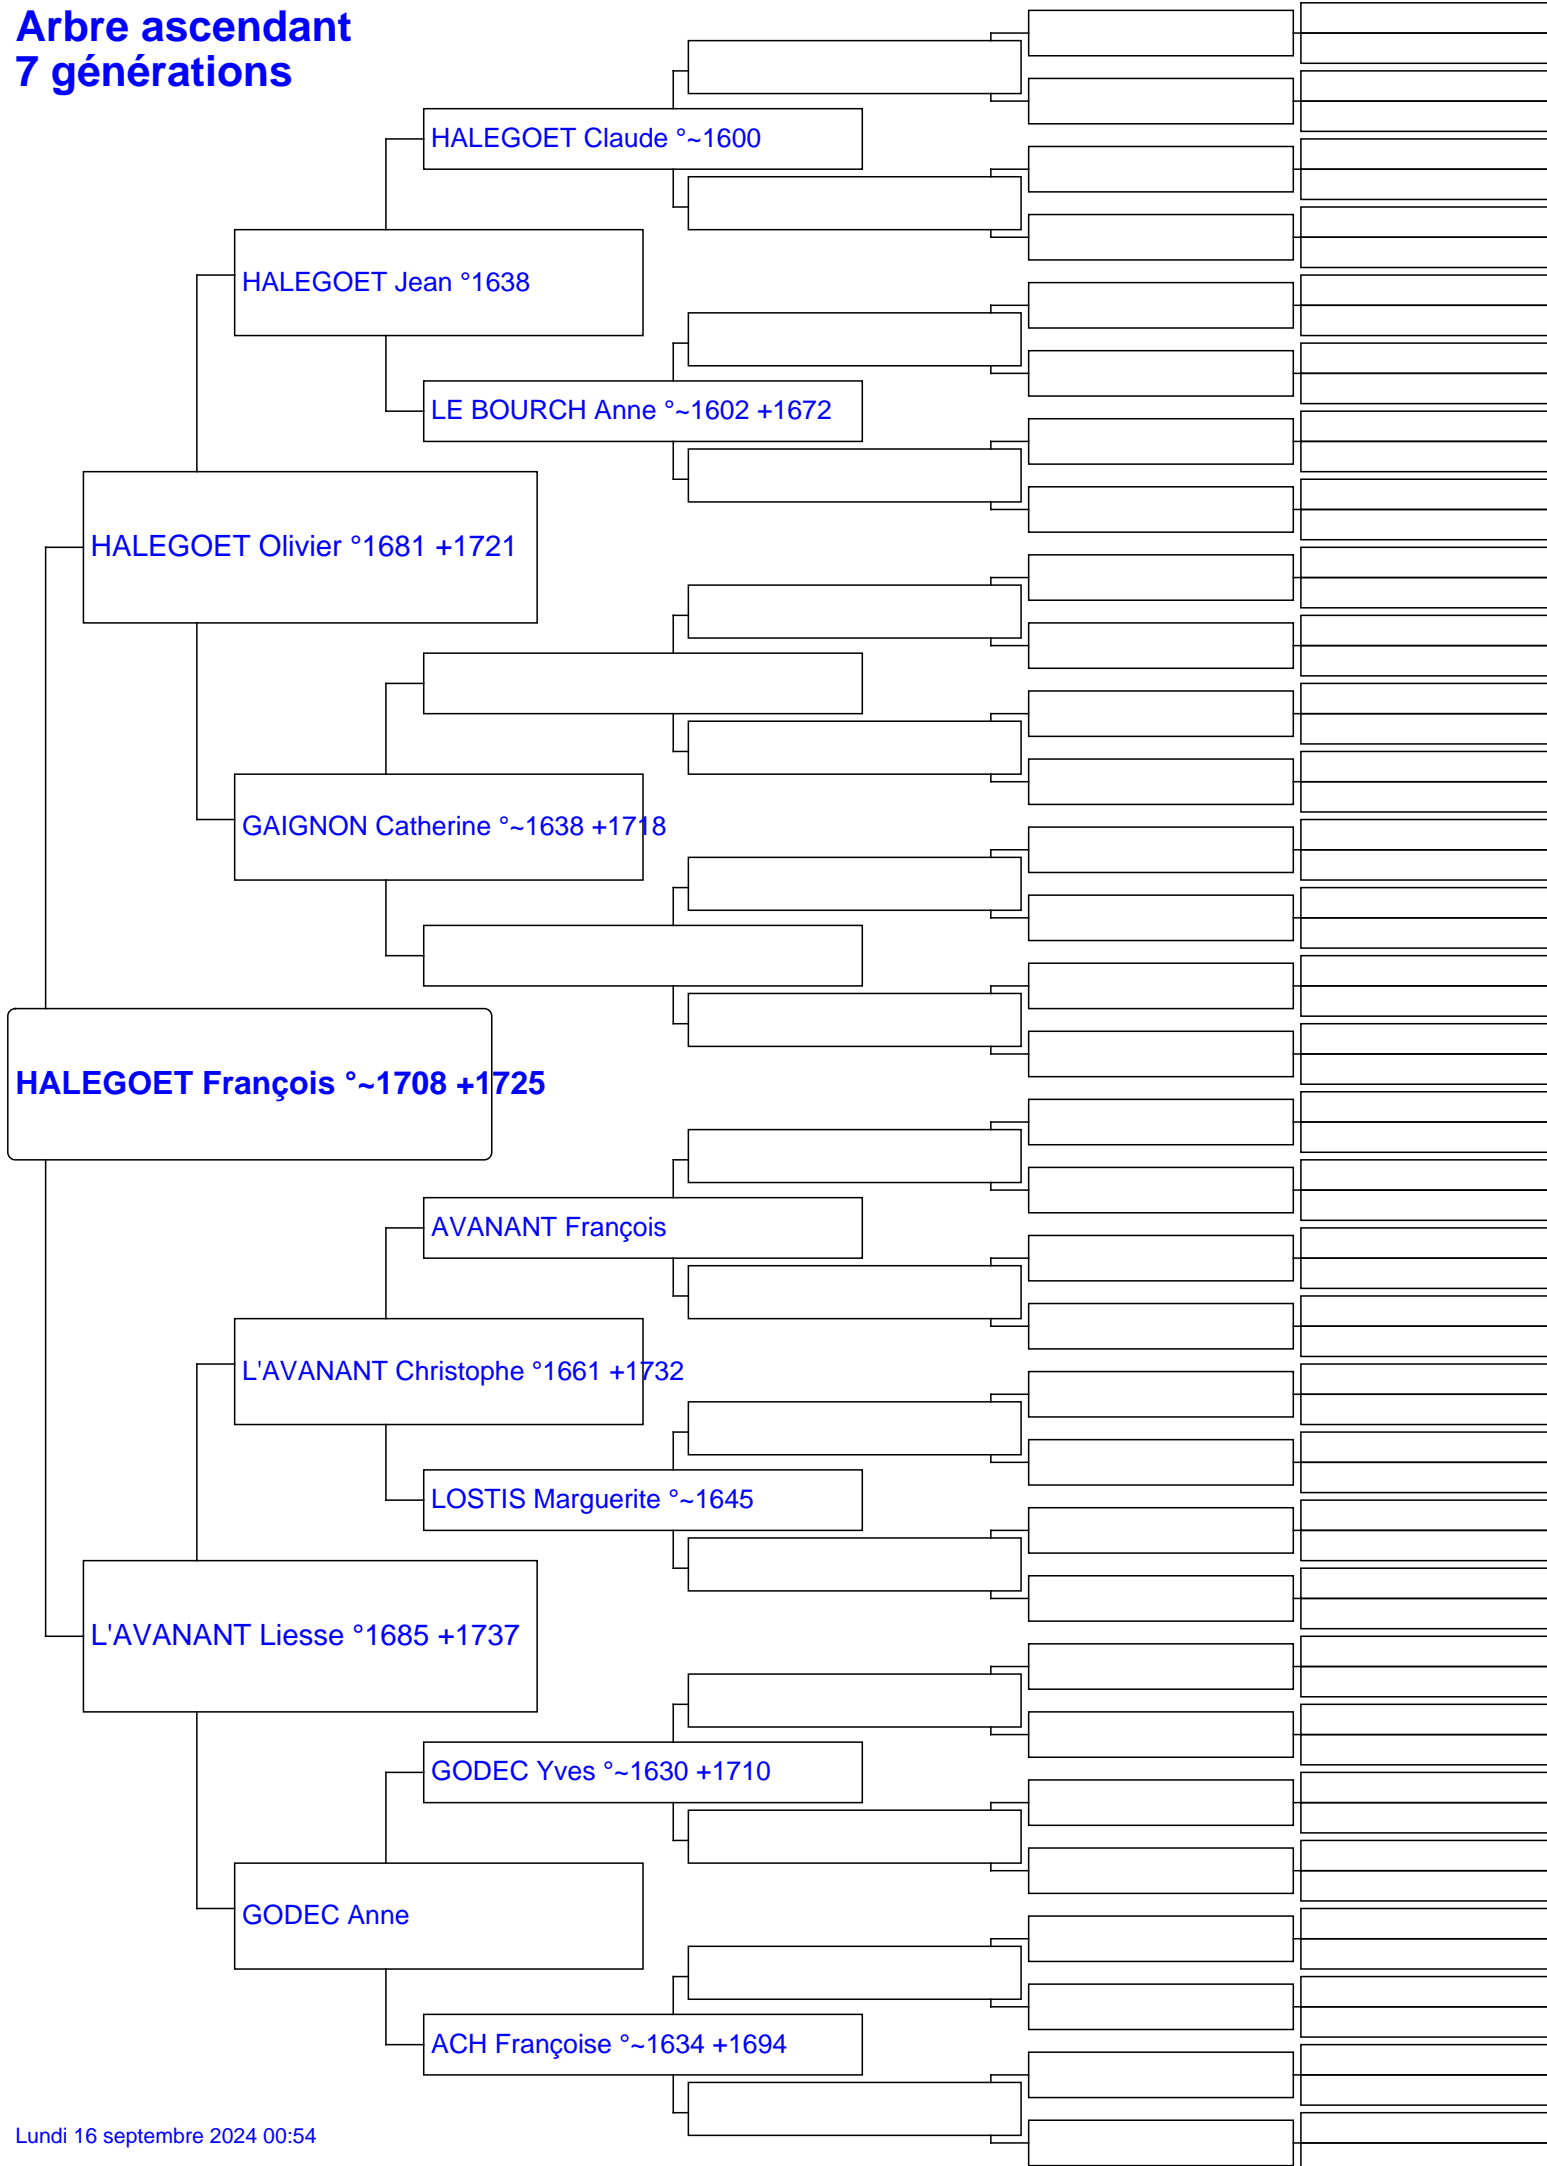 Arbre ascendant
7 générations
HALEGOET Claude °~1600
HALEGOET Jean °1638
LE BOURCH Anne °~1602 +1672
HALEGOET Olivier °1681 +1721
GAIGNON Catherine °~1638 +1718
HALEGOET François °~1708 +1725
AVANANT François
L'AVANANT Christophe °1661 +1732
LOSTIS Marguerite °~1645
L'AVANANT Liesse °1685 +1737
GODEC Yves °~1630 +1710
GODEC Anne
ACH Françoise °~1634 +1694
Lundi 16 septembre 2024 00:54